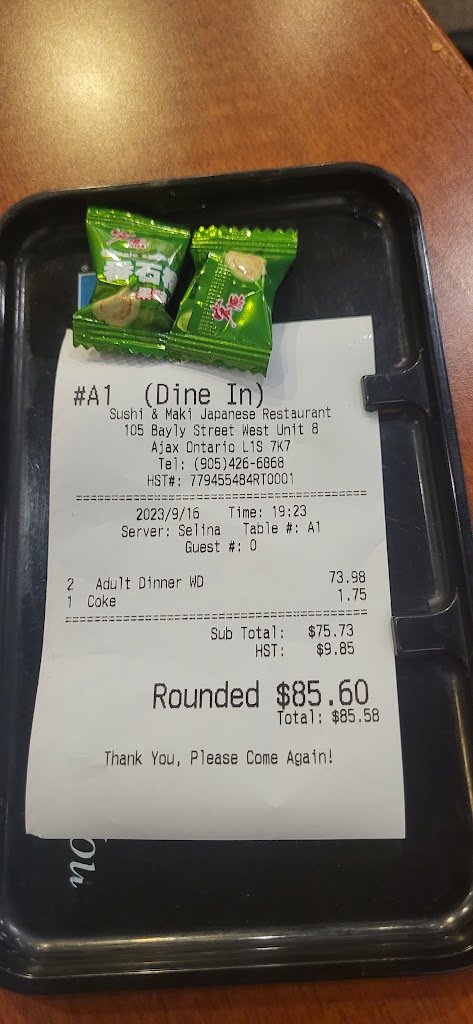 #A1 (Dine In)
Sushi & Maki Japanese Restaurant
105 Bayly Street West Unit 8
Ajax Ontario L1S 7K7
Tel: (905)426-6868
HST#: 779455484RT0001
2023/9/16 Time: 19:23
Server: Selina Table #: A1
Guest #: 0
2 Adult Dinner WD 73.98
1 Coke 1.75
Sub Total: $75.73
HST: $9.85
Rounded $85.60
Total: $85.58
Thank You, Please Come Again!